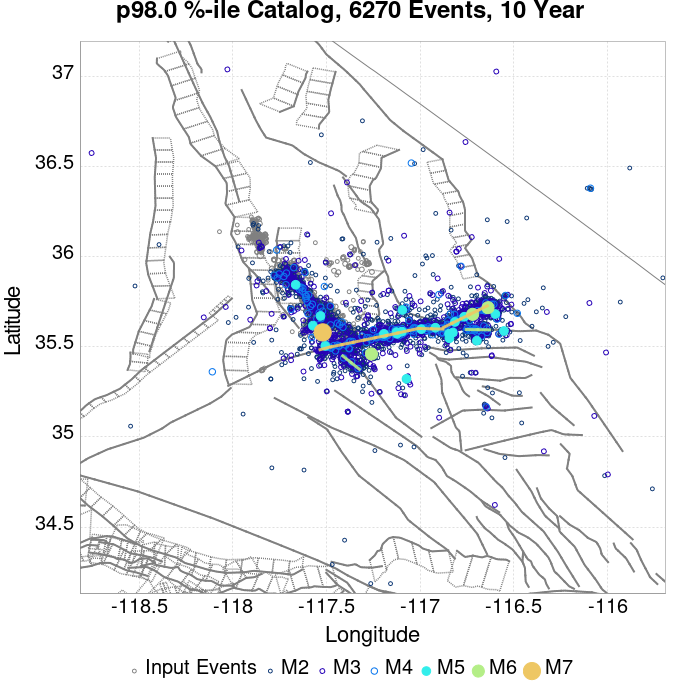 p98.0 %-ile Catalog, 6270 Events, 10 Year
37
36.5
36
35.5
35
34.5
Latitude
-118.5 -118 -117.5 -117 -116.5 -116
Longitude
Input Events M2 M3 M4 M5 M6 M7